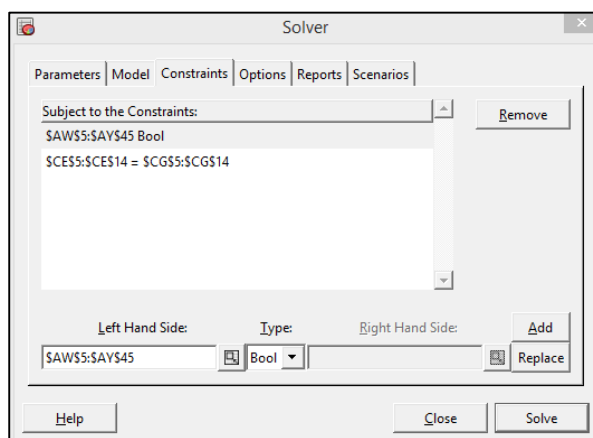 Solver
Parameters Model Constraints Options Reports Scenarios
Subject to the Constraints:
$AW$5:$AY$45 Bool
$CE$5:$CE$14 = $CG$5:$CG$14
Remove
Left Hand Side: Type: Right Hand Side: Add
$AW$5:$AY$45 Bool Replace
Help Close Solve